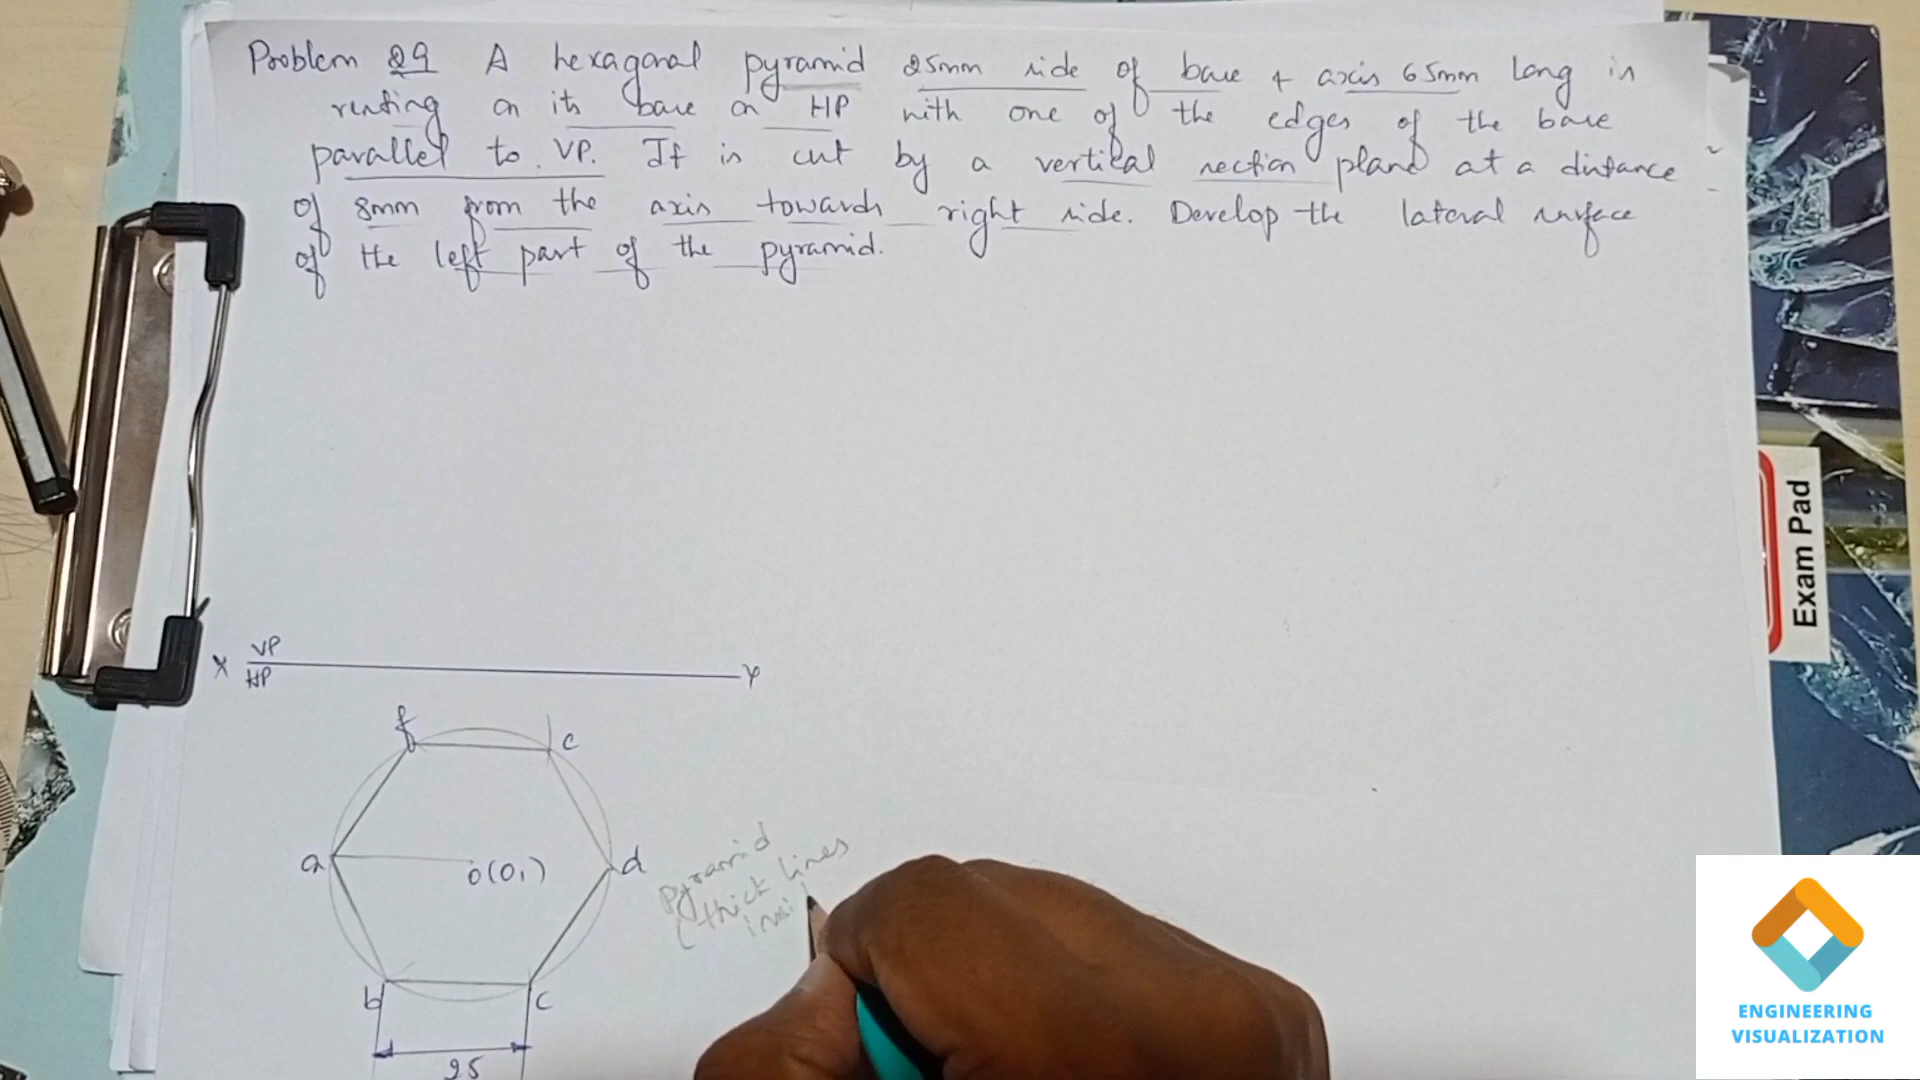 Problem 29 A hexagonal pyramid 25mm side of base & axis 65mm long is
resting on its base on HP with one of the edges of the base
parallel to VP. It is cut by a vertical section plane at a distance
of 8mm from the axis towards right side. Develop the lateral surface
of the left part of the pyramid.
X VP
HP Y
f c
a o(O1) d
b c
25
Pyramid
(thick lines
Exam Pad
ENGINEERING
VISUALIZATION